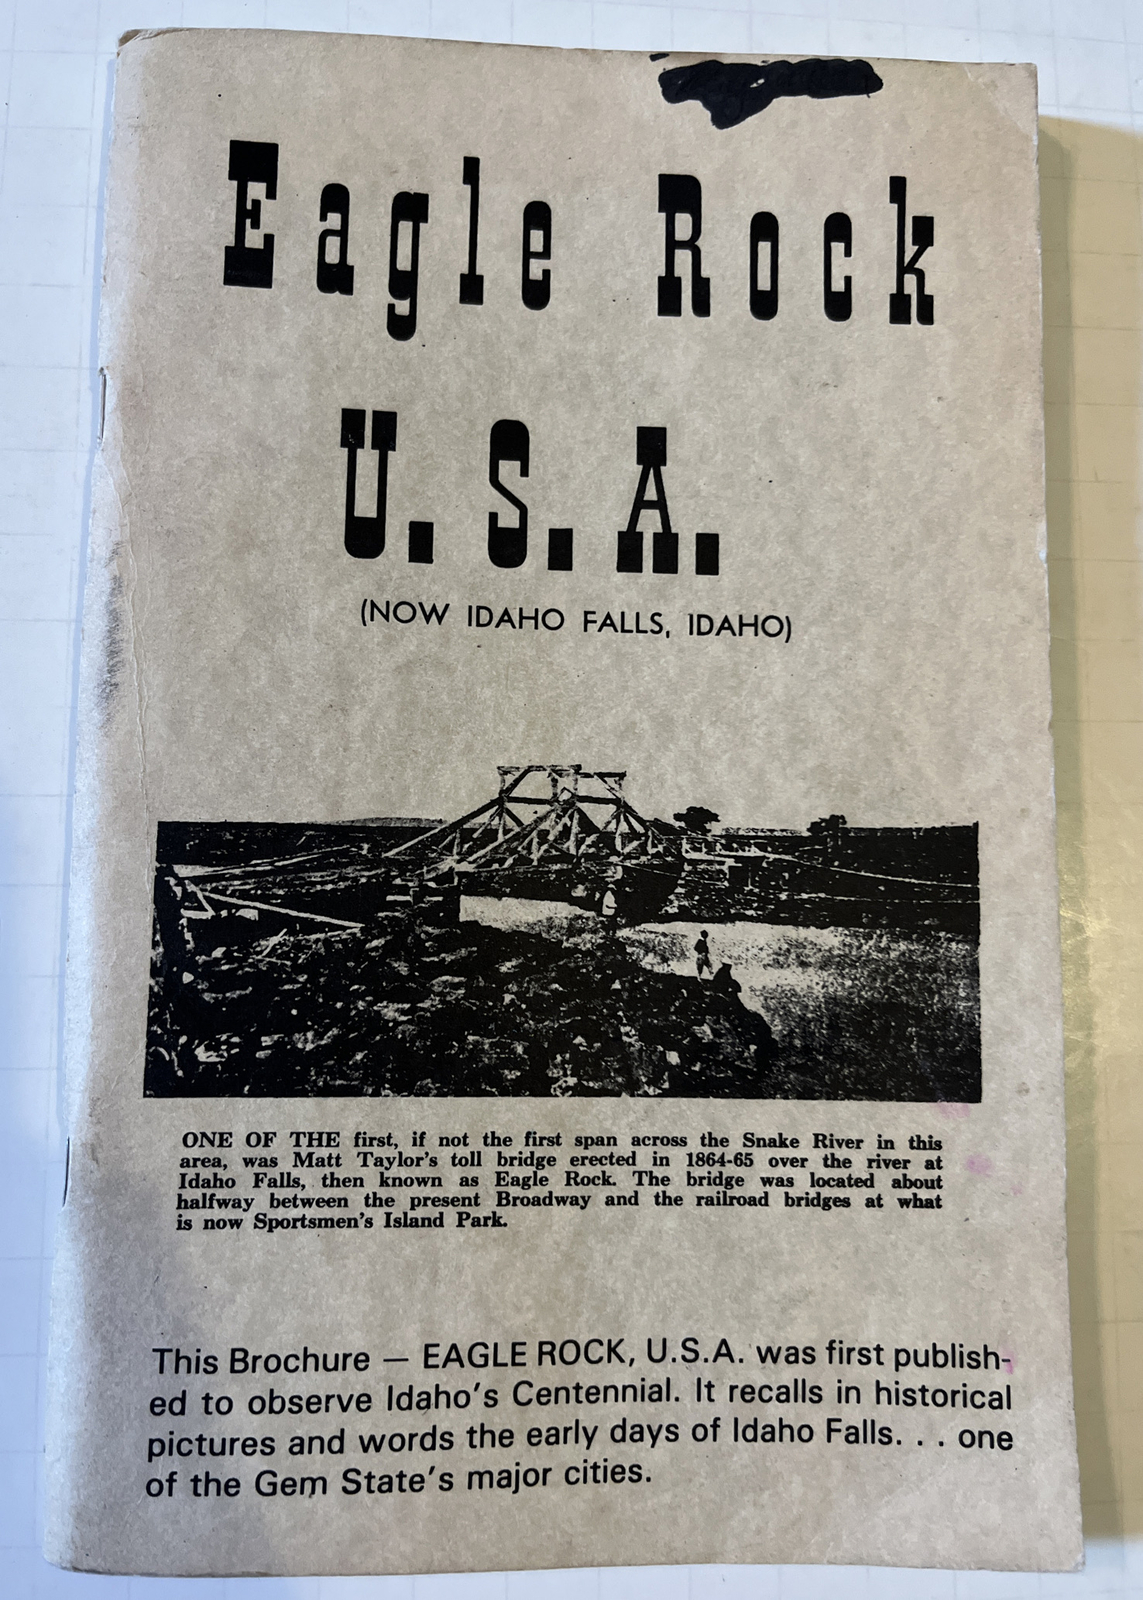 Eagle Rock
U.S.A.
(NOW IDAHO FALLS, IDAHO)
ONE OF THE first, if not the first span across the Snake River in this
area, was Matt Taylor's toll bridge erected in 1864-65 over the river at
Idaho Falls, then known as Eagle Rock. The bridge was located about
halfway between the present Broadway and the railroad bridges at what
is now Sportsmen's Island Park.
This Brochure — EAGLE ROCK, U.S.A. was first publish-
ed to observe Idaho's Centennial. It recalls in historical
pictures and words the early days of Idaho Falls. . . one
of the Gem State's major cities.